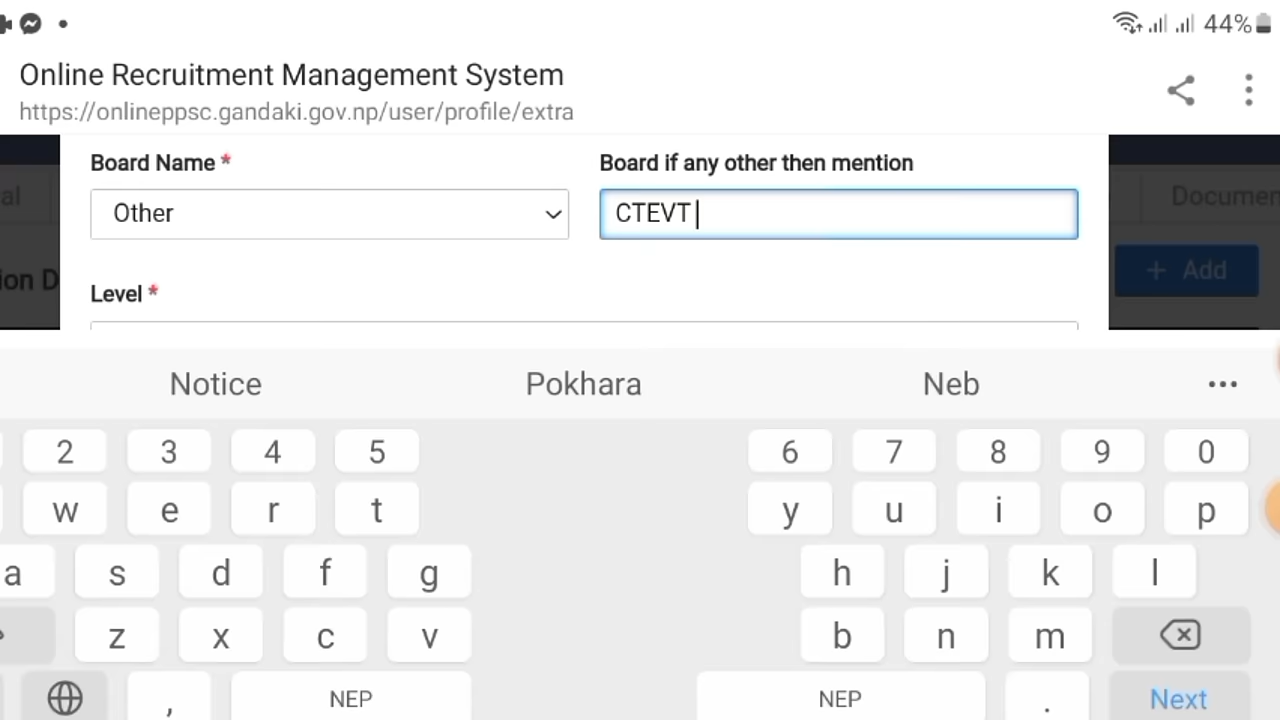 44%
Online Recruitment Management System
https://onlineppsc.gandaki.gov.np/user/profile/extra
Board Name *
Board if any other then mention
al
Other
CTEVT
Documen
ion D
+ Add
Level *
Notice Pokhara Neb ...
2 3 4 5 6 7 8 9 0
w e r t y u i o p
a s d f g h j k l
z x c v b n m
, NEP NEP . Next